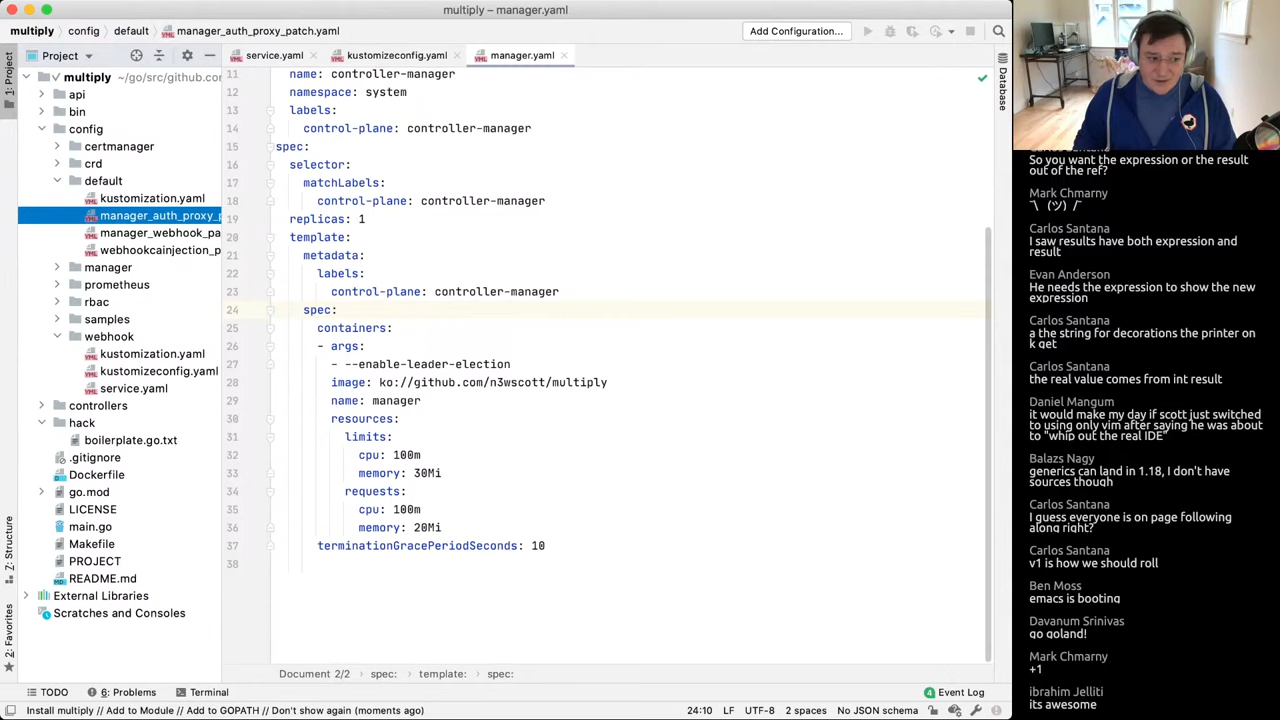 multiply – manager.yaml
multiply config default manager_auth_proxy_patch.yaml
Add Configuration...
Project
service.yaml kustomizeconfig.yaml manager.yaml
1: Project
Z: Structure
2: Favorites
Database
multiply ~/go/src/github.com
api
bin
config
certmanager
crd
default
kustomization.yaml
manager_auth_proxy_p
manager_webhook_pa
webhookcainjection_p
manager
prometheus
rbac
samples
webhook
kustomization.yaml
kustomizeconfig.yaml
service.yaml
controllers
hack
boilerplate.go.txt
.gitignore
Dockerfile
go.mod
LICENSE
main.go
Makefile
PROJECT
README.md
External Libraries
Scratches and Consoles
11 name: controller-manager
12 namespace: system
13 labels:
14 control-plane: controller-manager
15 spec:
16 selector:
17 matchLabels:
18 control-plane: controller-manager
19 replicas: 1
20 template:
21 metadata:
22 labels:
23 control-plane: controller-manager
24 spec:
25 containers:
26 - args:
27 - --enable-leader-election
28 image: ko://github.com/n3wscott/multiply
29 name: manager
30 resources:
31 limits:
32 cpu: 100m
33 memory: 30Mi
34 requests:
35 cpu: 100m
36 memory: 20Mi
37 terminationGracePeriodSeconds: 10
38
Document 2/2 spec: template: spec:
TODO 6: Problems Terminal
4 Event Log
Install multiply // Add to Module // Add to GOPATH // Don't show again (moments ago)
24:10 LF UTF-8 2 spaces No JSON schema
Carlos Santana
So you want the expression or the result
out of the ref?
Mark Chmarny
¯\_(ツ)_/¯
Carlos Santana
I saw results have both expression and
result
Evan Anderson
He needs the expression to show the new
expression
Carlos Santana
a the string for decorations the printer on
k get
Carlos Santana
the real value comes from int result
Daniel Mangum
it would make my day if scott just switched
to using only vim after saying he was about
to "whip out the real IDE"
Balazs Nagy
generics can land in 1.18, I don't have
sources though
Carlos Santana
I guess everyone is on page following
along right?
Carlos Santana
v1 is how we should roll
Ben Moss
emacs is booting
Davanum Srinivas
go goland!
Mark Chmarny
+1
ibrahim Jelliti
its awesome